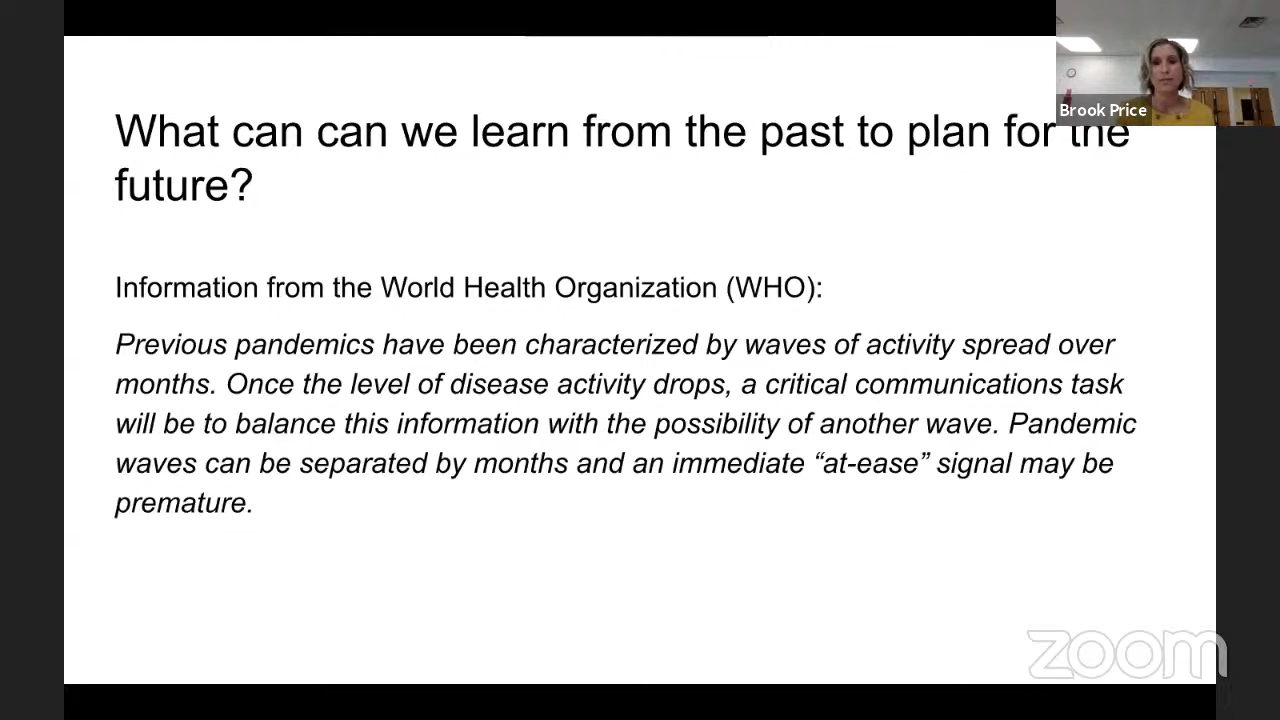 What can can we learn from the past to plan for the
future?
Brook Price
Information from the World Health Organization (WHO):
Previous pandemics have been characterized by waves of activity spread over
months. Once the level of disease activity drops, a critical communications task
will be to balance this information with the possibility of another wave. Pandemic
waves can be separated by months and an immediate “at-ease” signal may be
premature.
zoom